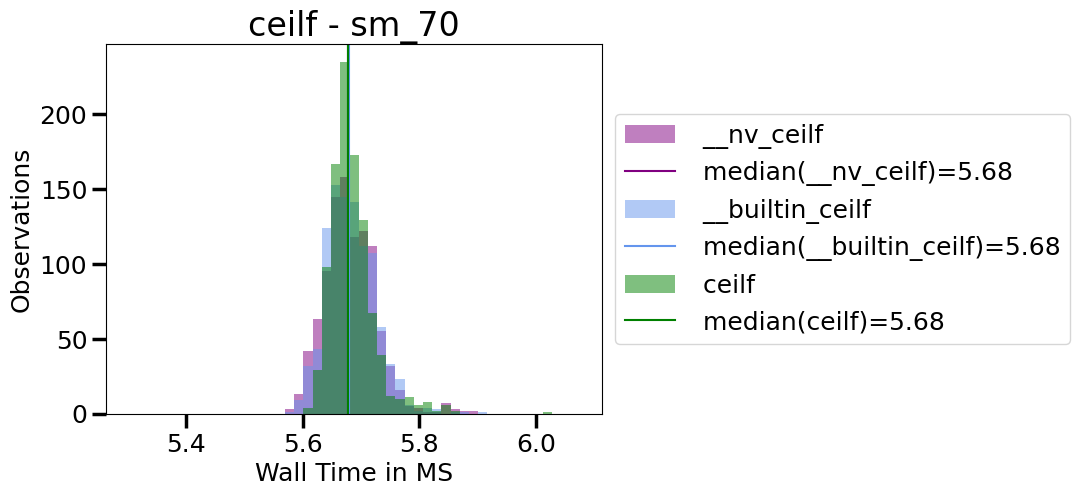 ceilf - sm_70
Observations
200
150
100
50
0
5.4
5.6
5.8
6.0
Wall Time in MS
__nv_ceilf
median(__nv_ceilf)=5.68
__builtin_ceilf
median(__builtin_ceilf)=5.68
ceilf
median(ceilf)=5.68